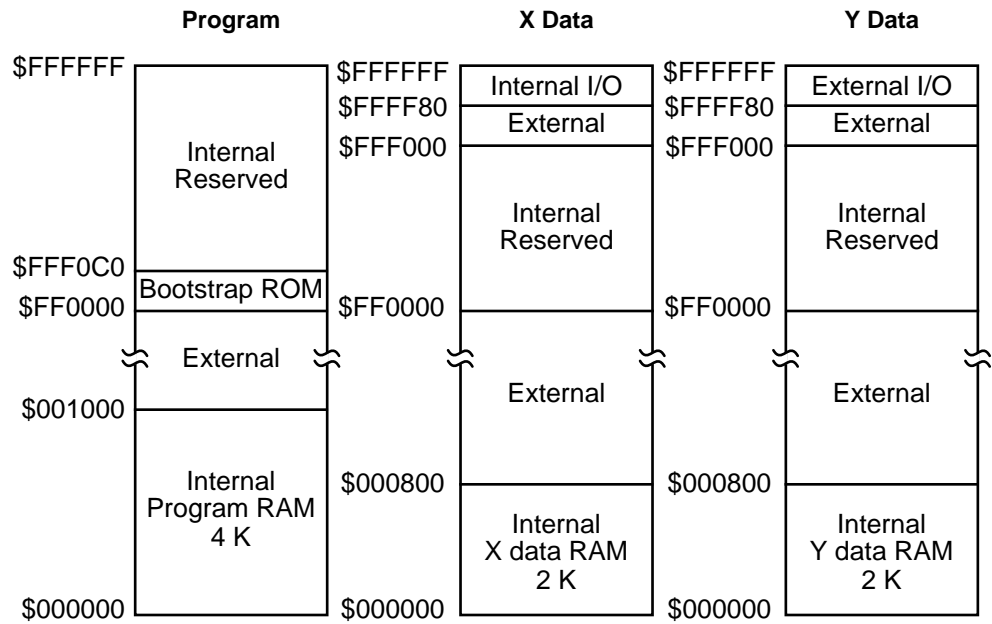 Program
$FFFFFF
Internal
Reserved
$FFF0C0
Bootstrap ROM
$FF0000
External
$001000
Internal
Program RAM
4 K
$000000
X Data
$FFFFFF
Internal I/O
$FFFF80
External
$FFF000
Internal
Reserved
$FF0000
External
$000800
Internal
X data RAM
2 K
$000000
Y Data
$FFFFFF
External I/O
$FFFF80
External
$FFF000
Internal
Reserved
$FF0000
External
$000800
Internal
Y data RAM
2 K
$000000